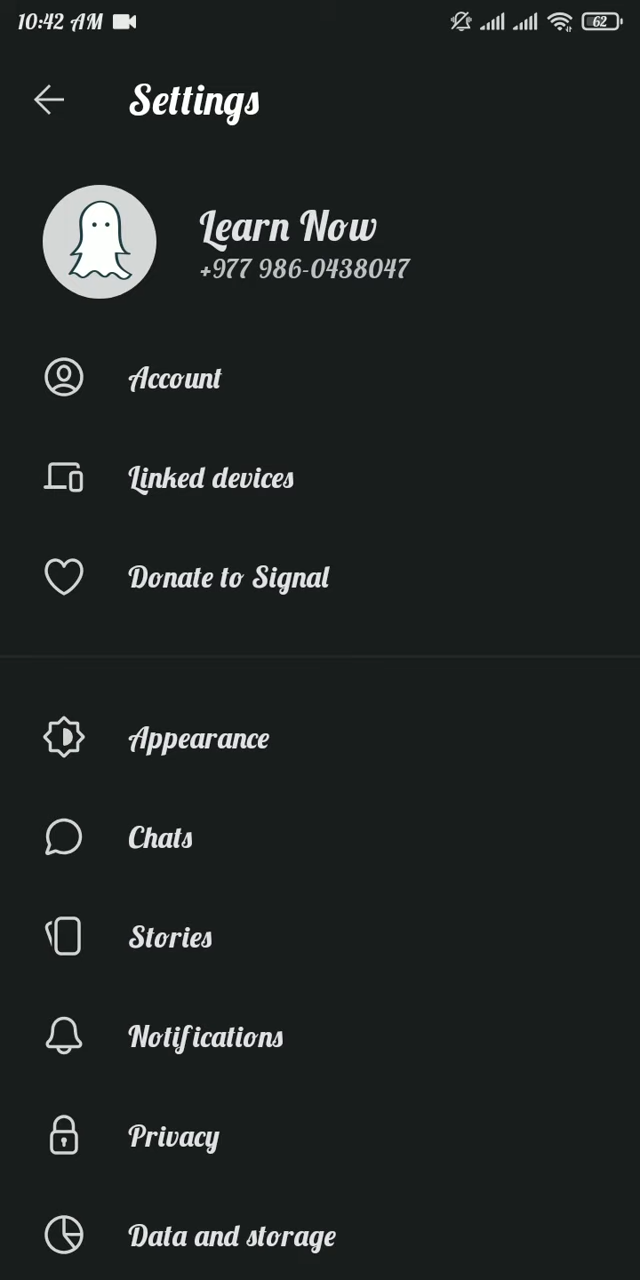 10:42 AM
62
Settings
Learn Now
+977 986-0438047
Account
Linked devices
Donate to Signal
Appearance
Chats
Stories
Notifications
Privacy
Data and storage